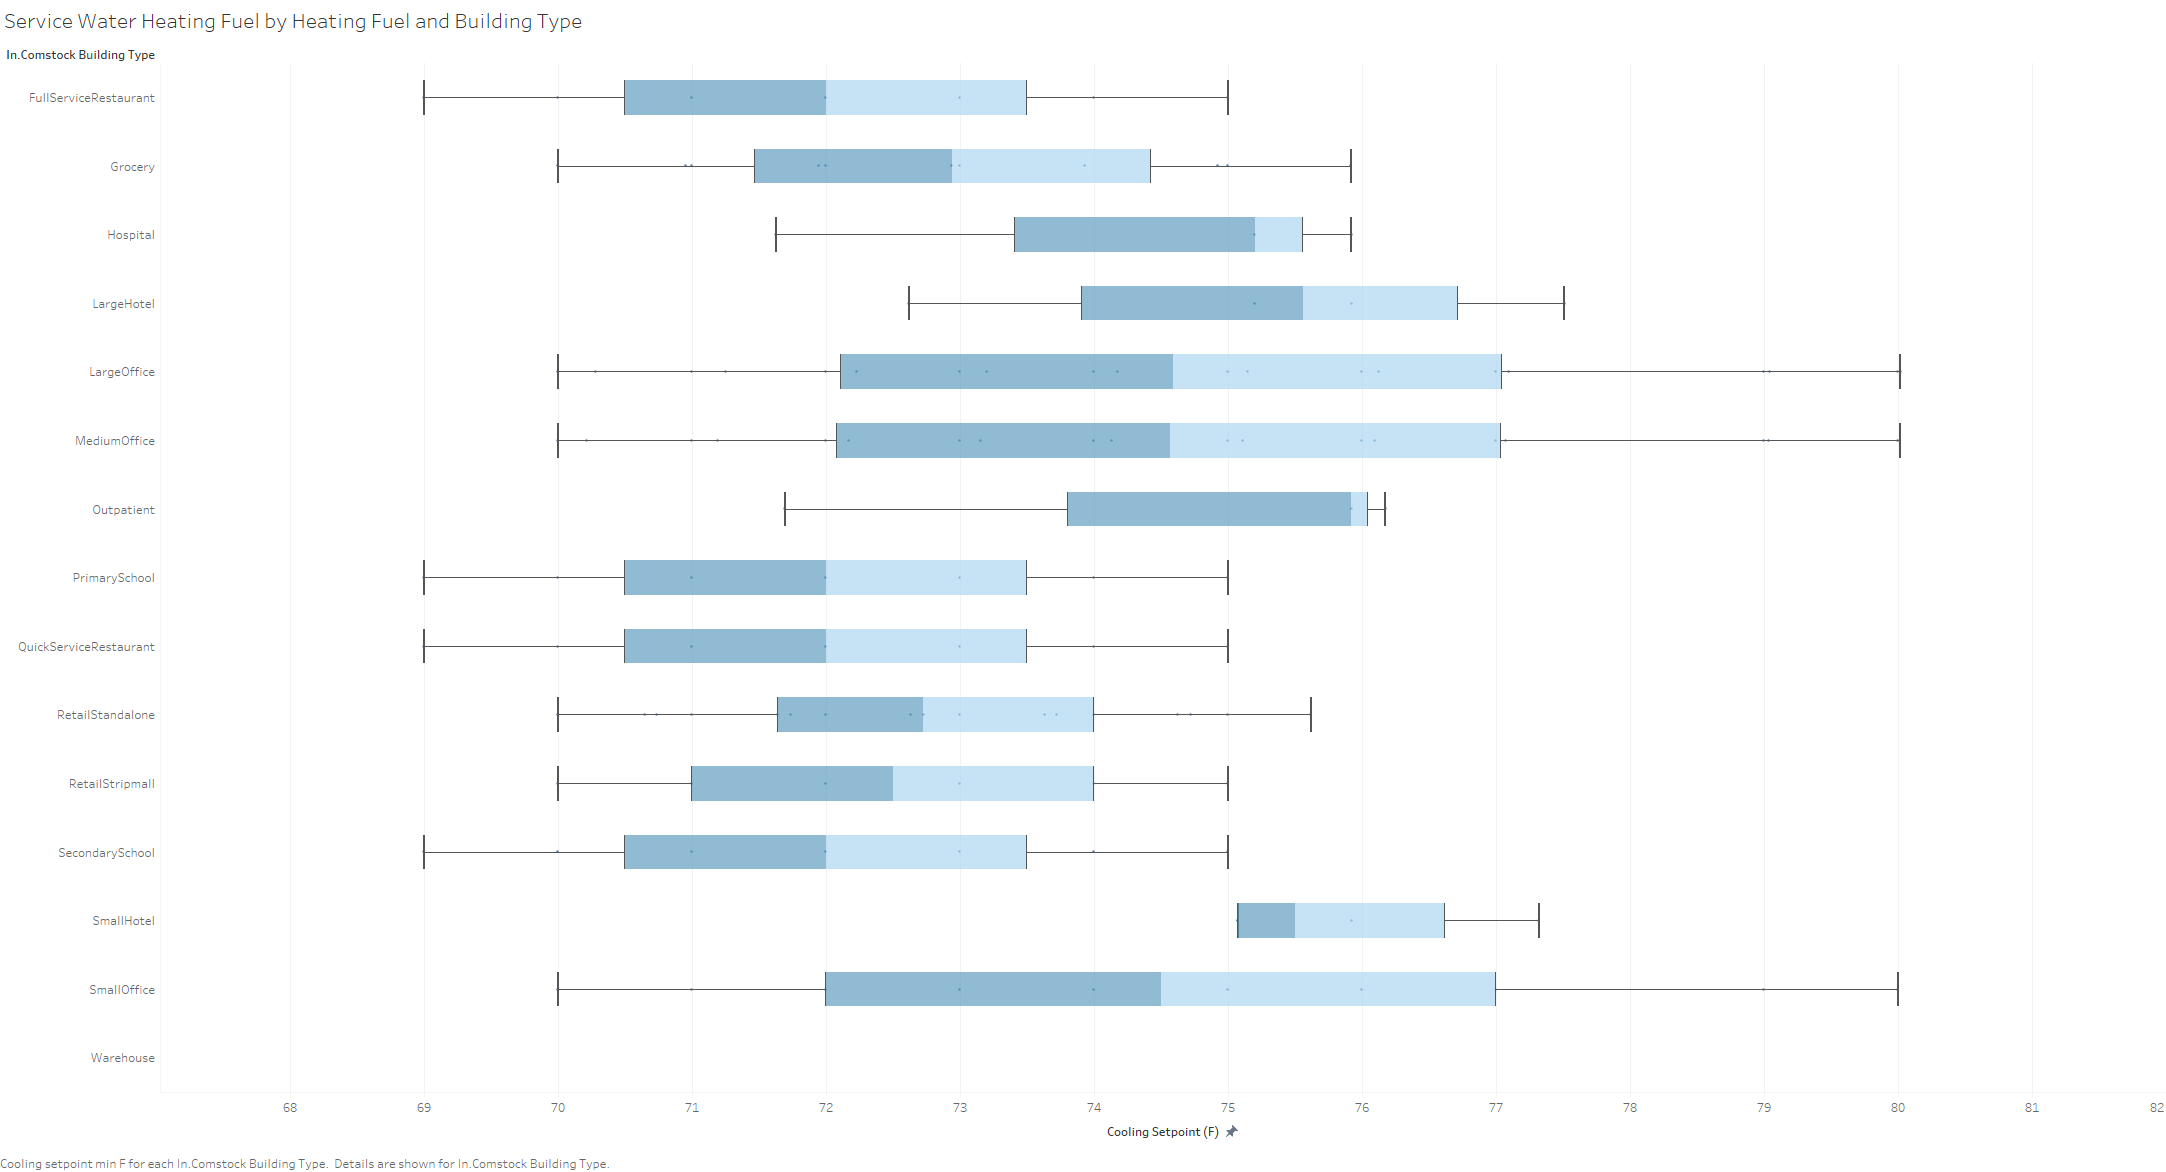 Service Water Heating Fuel by Heating Fuel and Building Type
In.Comstock Building Type
FullServiceRestaurant
Grocery
Hospital
LargeHotel
LargeOffice
MediumOffice
Outpatient
PrimarySchool
QuickServiceRestaurant
RetailStandalone
RetailStripmall
SecondarySchool
SmallHotel
SmallOffice
Warehouse
68 69 70 71 72 73 74 75 76 77 78 79 80 81 82
Cooling Setpoint (F)
Cooling setpoint min F for each In.Comstock Building Type. Details are shown for In.Comstock Building Type.